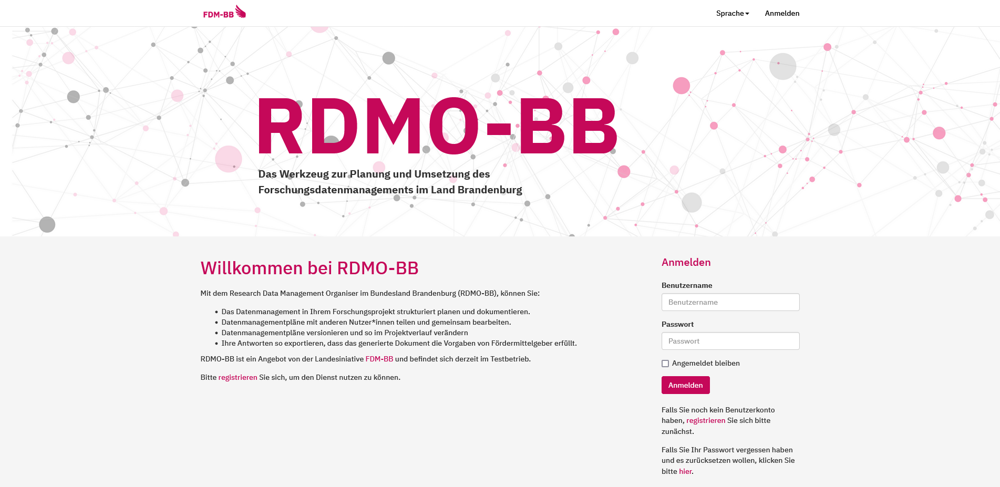 FDM-BB
Sprache
Anmelden
RDMO-BB
Das Werkzeug zur Planung und Umsetzung des
Forschungsdatenmanagements im Land Brandenburg
Willkommen bei RDMO-BB
Mit dem Research Data Management Organiser im Bundesland Brandenburg (RDMO-BB), können Sie:
• Das Datenmanagement in Ihrem Forschungsprojekt strukturiert planen und dokumentieren.
• Datenmanagementpläne mit anderen Nutzer*innen teilen und gemeinsam bearbeiten.
• Datenmanagementpläne versionieren und so im Projektverlauf verändern
• Ihre Antworten so exportieren, dass das generierte Dokument die Vorgaben von Fördermittelgeber erfüllt.
RDMO-BB ist ein Angebot von der Landesiniative FDM-BB und befindet sich derzeit im Testbetrieb.
Bitte registrieren Sie sich, um den Dienst nutzen zu können.
Anmelden
Benutzername
Benutzername
Passwort
Passwort
Angemeldet bleiben
Anmelden
Falls Sie noch kein Benutzerkonto
haben, registrieren Sie sich bitte
zunächst.
Falls Sie Ihr Passwort vergessen haben
und es zurücksetzen wollen, klicken Sie
bitte hier.